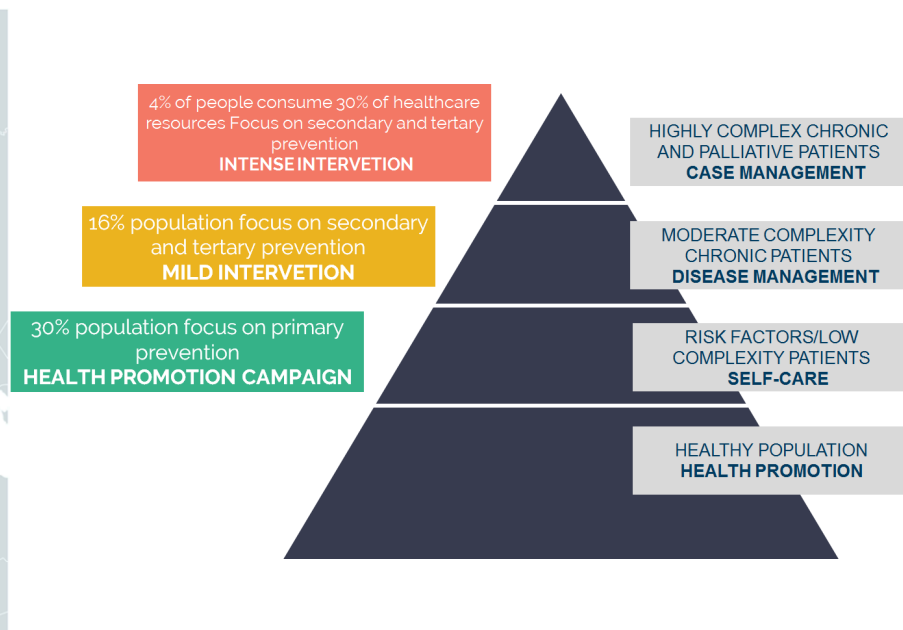 4% of people consume 30% of healthcare
resources Focus on secondary and tertiary
prevention
INTENSE INTERVETION
HIGHLY COMPLEX CHRONIC
AND PALLIATIVE PATIENTS
CASE MANAGEMENT
16% population focus on secondary
and tertiary prevention
MILD INTERVETION
MODERATE COMPLEXITY
CHRONIC PATIENTS
DISEASE MANAGEMENT
30% population focus on primary
prevention
HEALTH PROMOTION CAMPAIGN
RISK FACTORS/LOW
COMPLEXITY PATIENTS
SELF-CARE
HEALTHY POPULATION
HEALTH PROMOTION